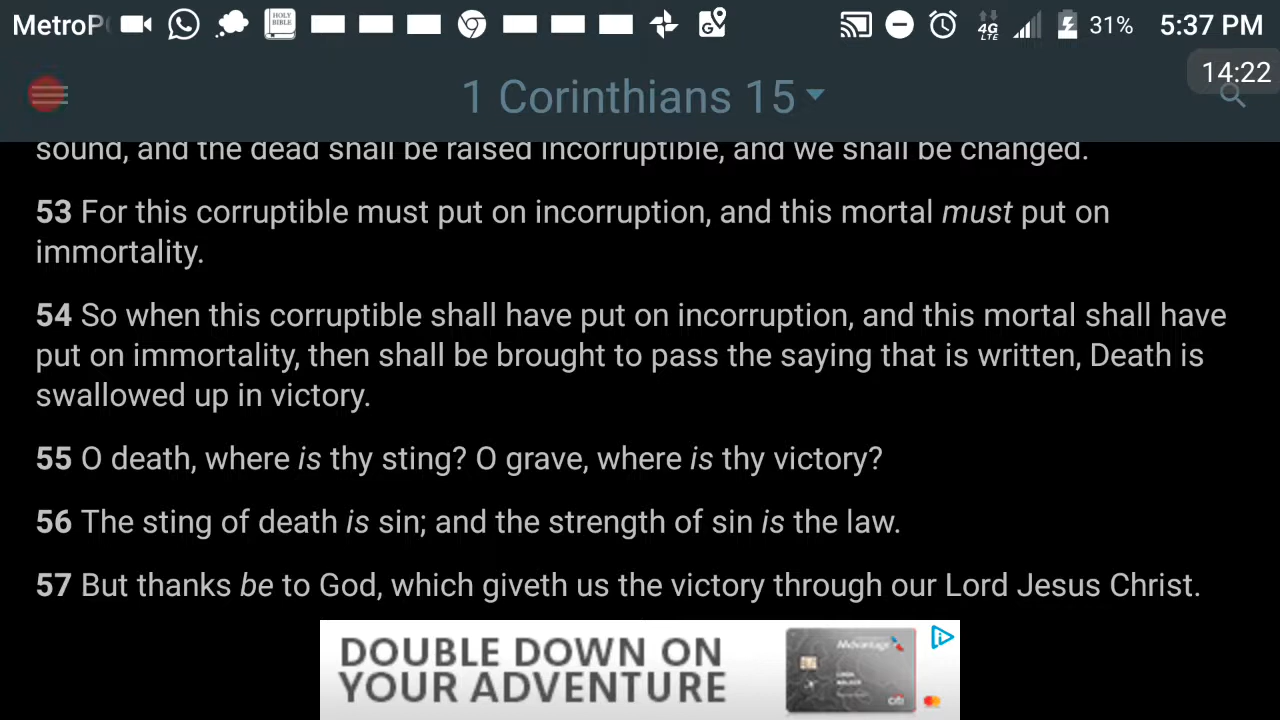 MetroP 31% 5:37 PM
14:22
1 Corinthians 15
sound, and the dead shall be raised incorruptible, and we shall be changed.
53 For this corruptible must put on incorruption, and this mortal must put on
immortality.
54 So when this corruptible shall have put on incorruption, and this mortal shall have
put on immortality, then shall be brought to pass the saying that is written, Death is
swallowed up in victory.
55 O death, where is thy sting? O grave, where is thy victory?
56 The sting of death is sin; and the strength of sin is the law.
57 But thanks be to God, which giveth us the victory through our Lord Jesus Christ.
DOUBLE DOWN ON
YOUR ADVENTURE
AAdvantage
citi
HOLY
BIBLE
4G
LTE